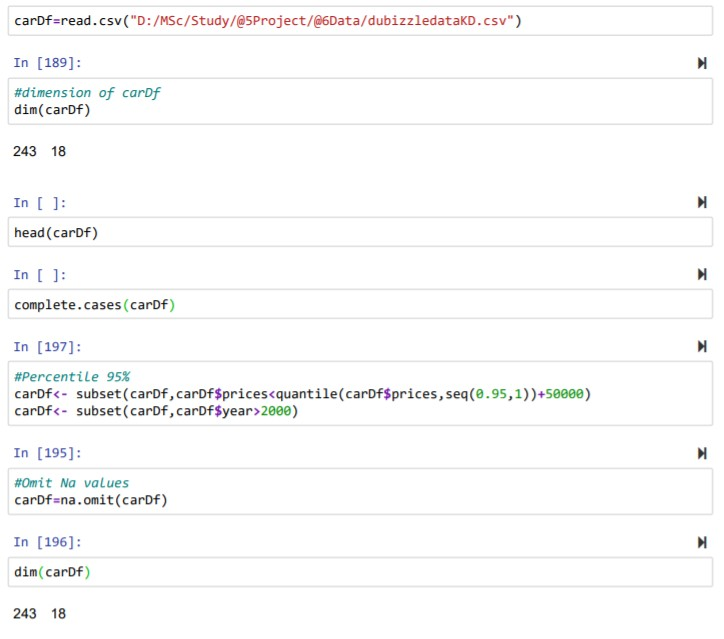 carDf=read.csv("D:/MSc/Study/@5Project/@6Data/dubizzledataKD.csv")
In [189]:
#dimension of carDf
dim(carDf)
243 18
In [ ]:
head(carDf)
In [ ]:
complete.cases(carDf)
In [197]:
#Percentile 95%
carDf<- subset(carDf,carDf$prices<quantile(carDf$prices,seq(0.95,1))+50000)
carDf<- subset(carDf,carDf$year>2000)
In [195]:
#Omit Na values
carDf=na.omit(carDf)
In [196]:
dim(carDf)
243 18